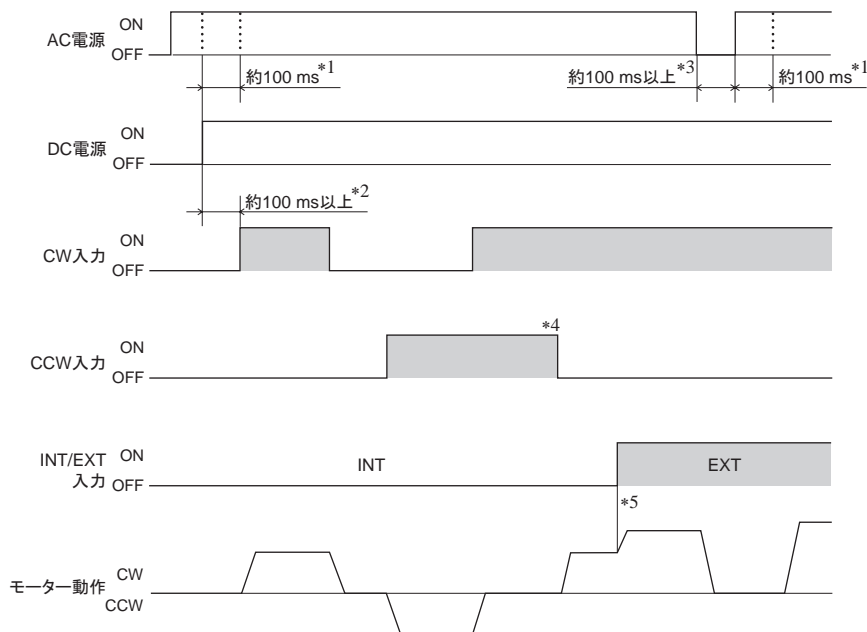 AC電源
ON
OFF
約100 ms*1
約100 ms以上*3
約100 ms*1
DC電源
ON
OFF
約100 ms以上*2
CW入力
ON
OFF
CCW入力
ON
OFF
*4
INT/EXT
入力
ON
OFF
INT
EXT
*5
モーター動作
CW
CCW